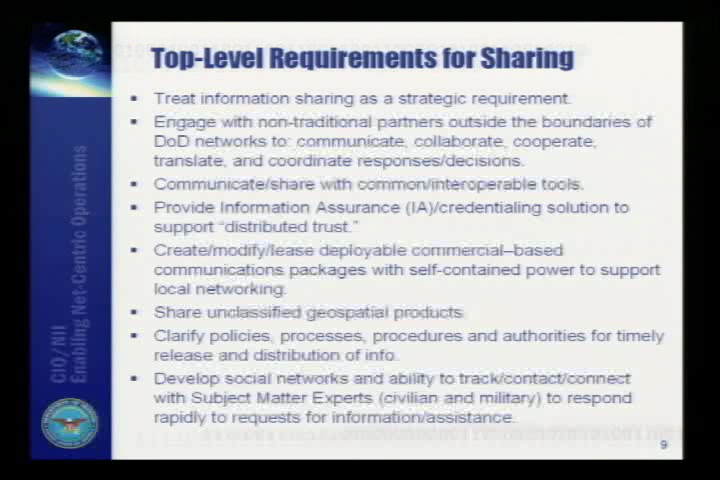 Top-Level Requirements for Sharing
▪ Treat information sharing as a strategic requirement.
▪ Engage with non-traditional partners outside the boundaries of
DoD networks to: communicate, collaborate, cooperate,
translate, and coordinate responses/decisions.
▪ Communicate/share with common/interoperable tools.
▪ Provide Information Assurance (IA)/credentialing solution to
support “distributed trust.”
▪ Create/modify/lease deployable commercial–based
communications packages with self-contained power to support
local networking.
▪ Share unclassified geospatial products.
▪ Clarify policies, processes, procedures and authorities for timely
release and distribution of info.
▪ Develop social networks and ability to track/contact/connect
with Subject Matter Experts (civilian and military) to respond
rapidly to requests for information/assistance.
CIO/NII
Enabling Net-Centric Operations
9